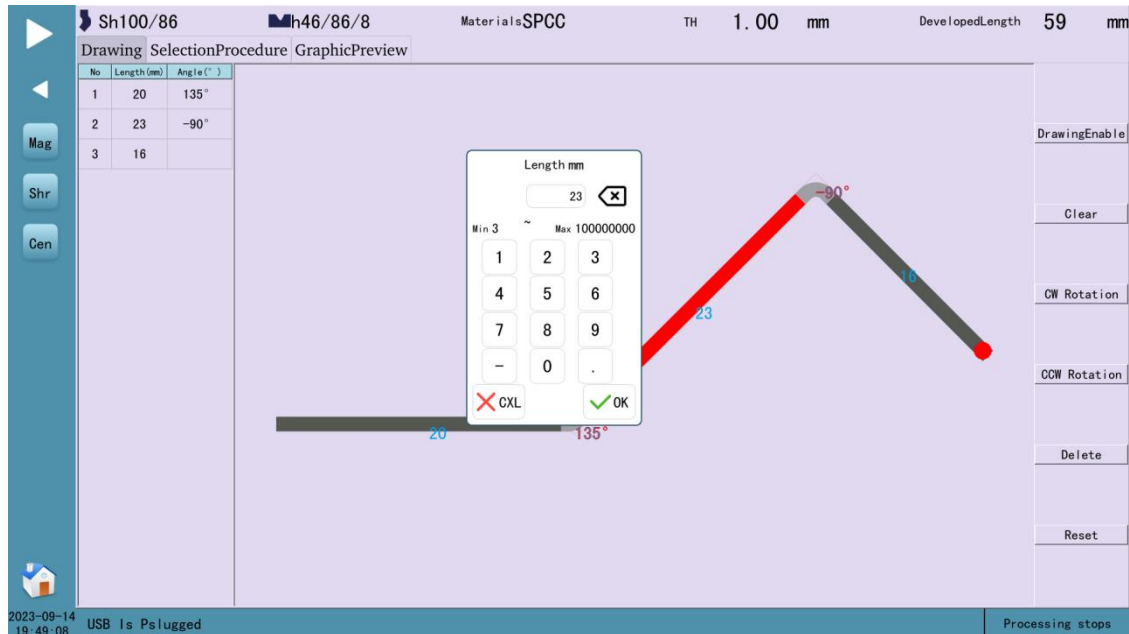 Sh100/86 h46/86/8 MaterialsSPCC TH 1.00 mm DevelopedLength 59 mm
Drawing SelectionProcedure GraphicPreview
No Length(mm) Angle(°)
1 20 135°
2 23 -90°
3 16
Mag
Shr
Cen
Length mm
23
Min 3 ~ Max 100000000
1 2 3
4 5 6
7 8 9
- 0 .
CXL OK
20
135°
23
-90°
16
DrawingEnable
Clear
CW Rotation
CCW Rotation
Delete
Reset
2023-09-14
19:49:08
USB Is Pslugged
Processing stops